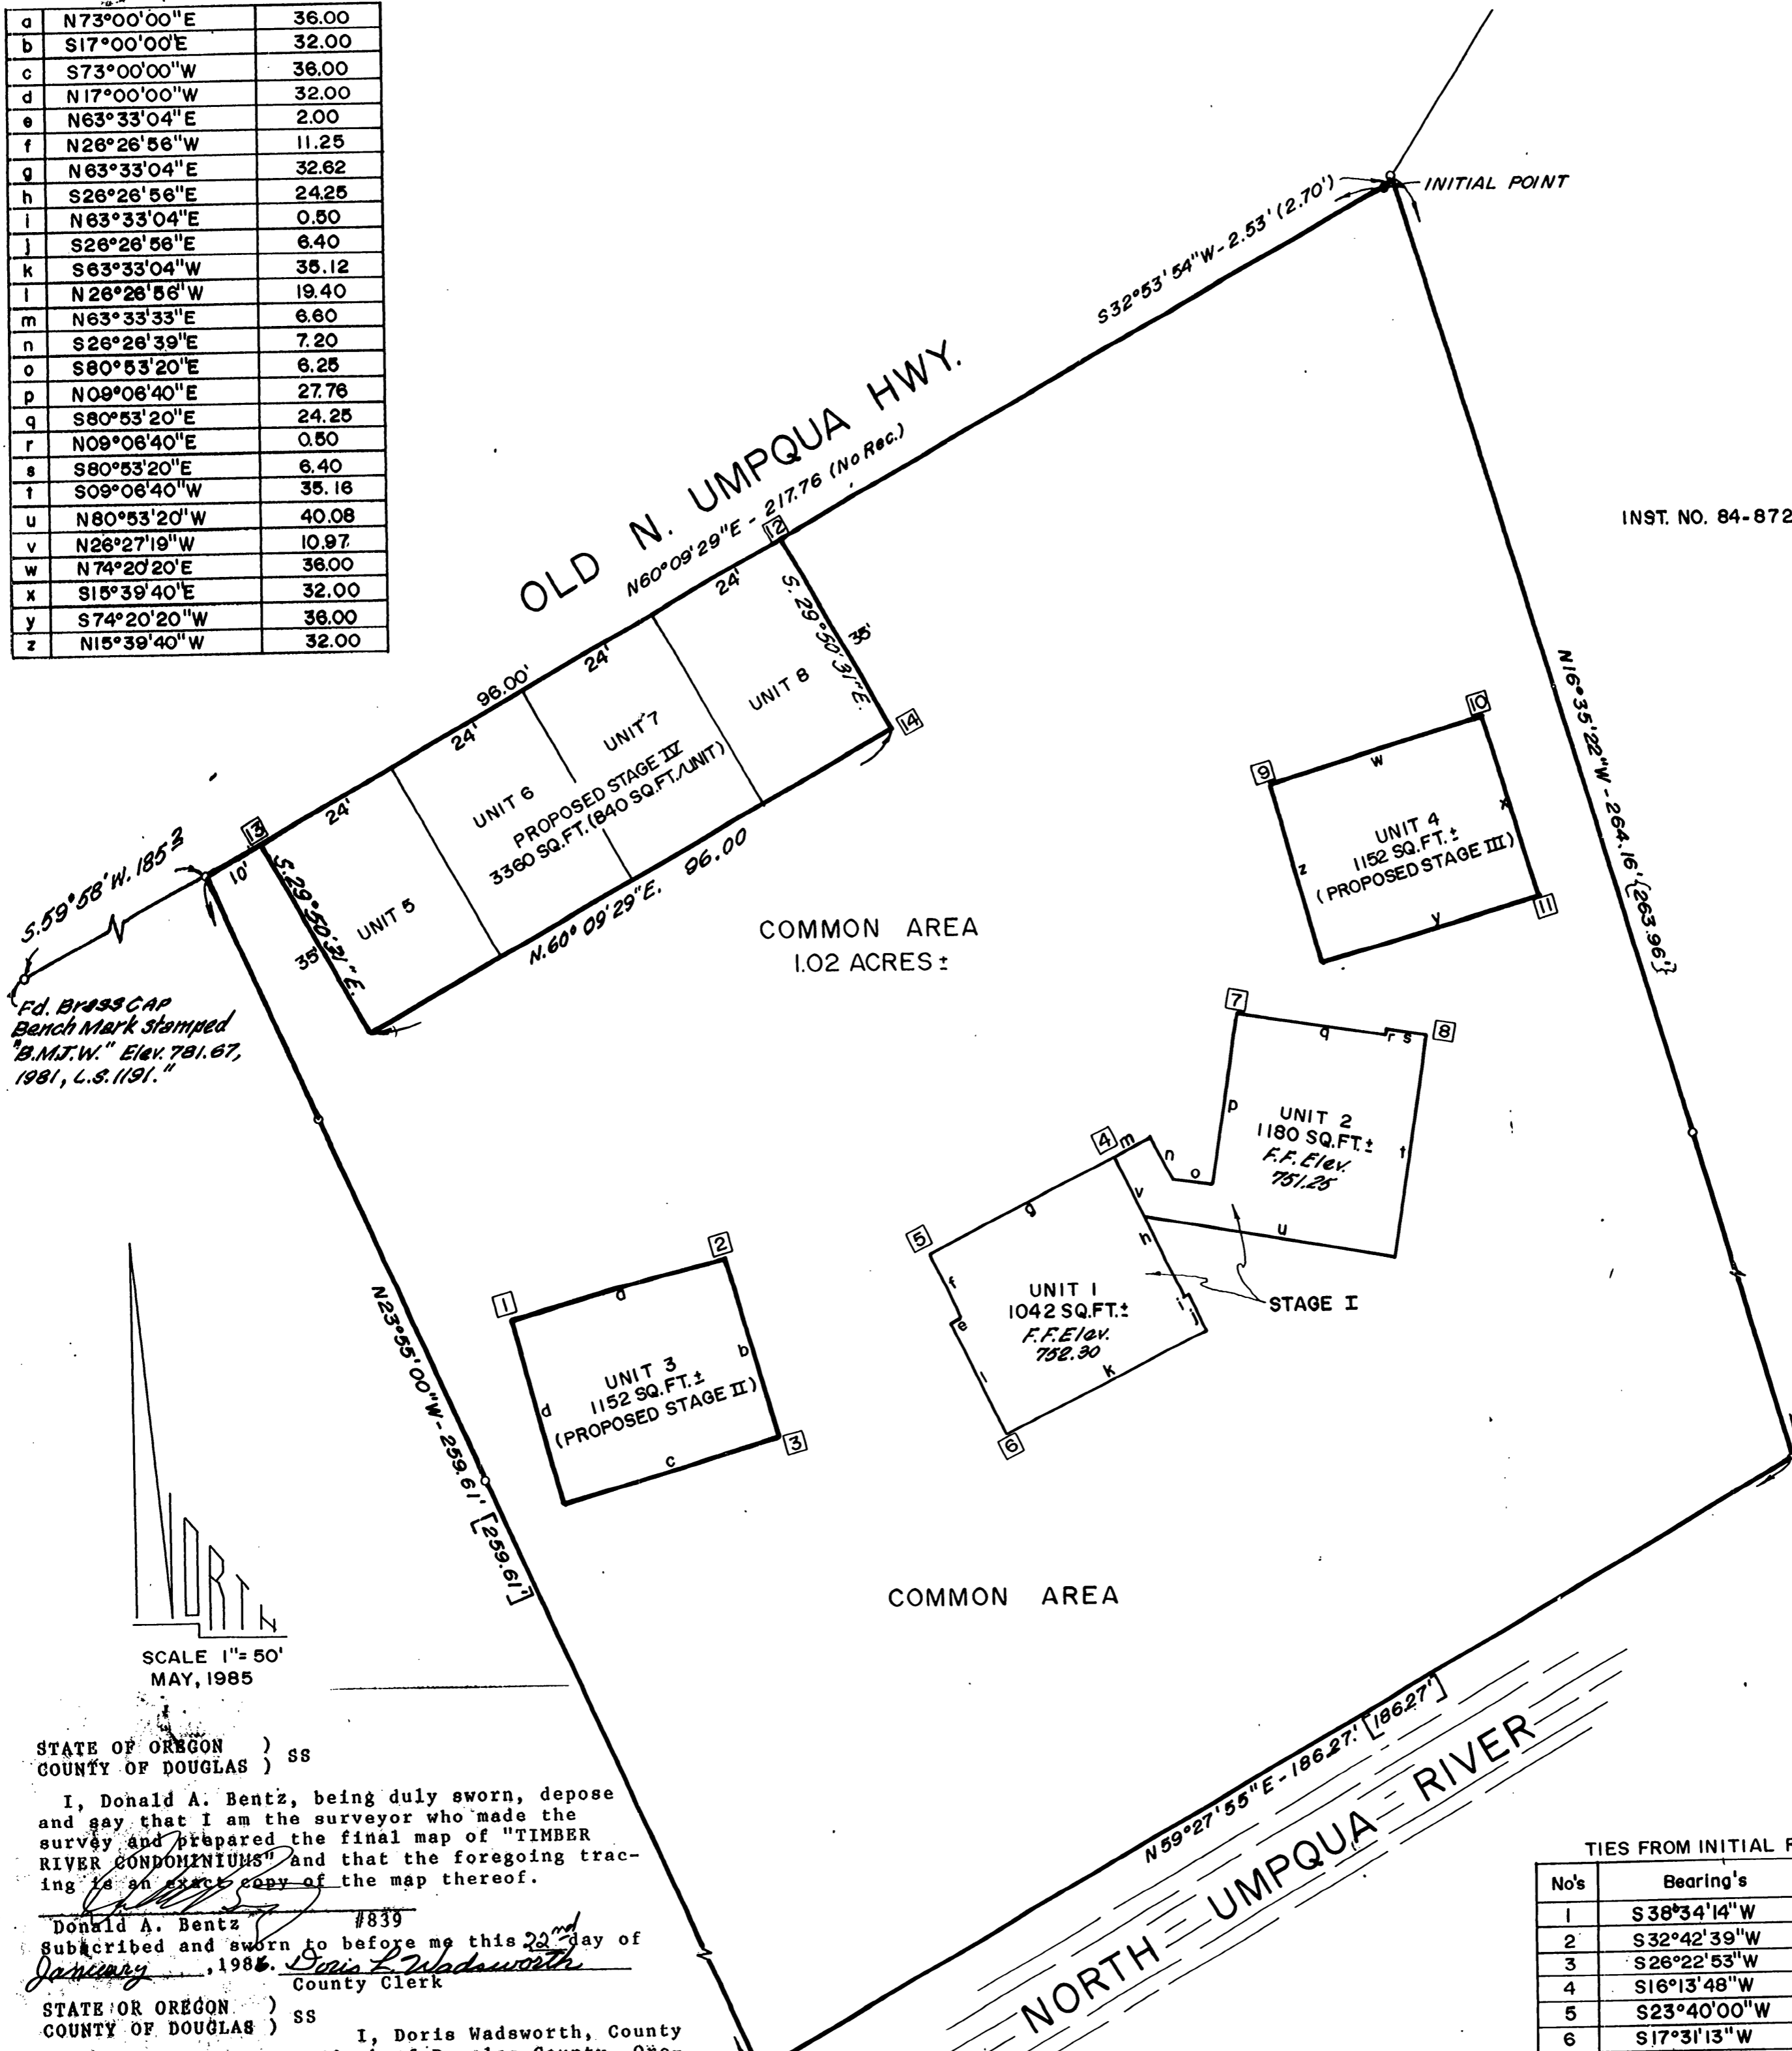 a N73°00'00"E 36.00
b S17°00'00"E 32.00
c S73°00'00"W 36.00
d N17°00'00"W 32.00
e N63°33'04"E 2.00
f N26°26'56"W 11.25
g N63°33'04"E 32.62
h S26°26'56"E 24.25
i N63°33'04"E 0.50
j S26°26'56"E 6.40
k S63°33'04"W 35.12
l N26°26'56"W 19.40
m N63°33'33"E 6.60
n S26°26'39"E 7.20
o S80°53'20"E 6.25
p N09°06'40"E 27.76
q S80°53'20"E 24.25
r N09°06'40"E 0.50
s S80°53'20"E 6.40
t S09°06'40"W 35.16
u N80°53'20"W 40.08
v N26°27'19"W 10.97
w N74°20'20'E 36.00
x S15°39'40"E 32.00
y S74°20'20"W 36.00
z N15°39'40"W 32.00
INITIAL POINT
S32°53'54"W-2.53' (2.70')
OLD N. UMPQUA HWY.
N60°09'29"E - 217.76 (No Rec.)
INST. NO. 84-872
12
24'
S. 29°50'31"E.
35'
24'
96.00'
24'
24'
UNIT 8
UNIT 7
UNIT 6
UNIT 5
PROPOSED STAGE IV
3360 SQ.FT. (840 SQ.FT./UNIT)
14
13
10'
S.29°50'31"E.
35'
N.60°09'29"E. 96.00
S.59°58'W. 185.3
Fd. Brass CAP
Bench Mark stamped
"B.M.J.W." Elev. 781.67,
1981, L.S.1191."
COMMON AREA
1.02 ACRES ±
N16°35'22"W - 264.16' {263.96'}
9
10
11
w
x
y
z
UNIT 4
1152 SQ.FT.±
(PROPOSED STAGE III)
7
8
q
r s
p
t
UNIT 2
1180 SQ.FT.±
F.F. Elev.
751.25
4
m
n
o
v
u
h
g
5
f
e
l
i
j
k
6
UNIT 1
1042 SQ.FT.±
F.F. Elev.
752.30
STAGE I
1
2
3
a
b
c
d
UNIT 3
1152 SQ.FT.±
(PROPOSED STAGE II)
N23°55'00"W - 259.61' [259.61']
COMMON AREA
NORTH
SCALE 1"= 50'
MAY, 1985
N59°27'55"E - 186.27' [186.27']
NORTH UMPQUA RIVER
STATE OF OREGON )
COUNTY OF DOUGLAS ) SS
I, Donald A. Bentz, being duly sworn, depose
and say that I am the surveyor who made the
survey and prepared the final map of "TIMBER
RIVER CONDOMINIUMS" and that the foregoing trac-
ing is an exact copy of the map thereof.
Donald A. Bentz #839
Subscribed and sworn to before me this 22nd day of
January, 1986. Doris L. Wadsworth
County Clerk
STATE OR OREGON )
COUNTY OF DOUGLAS ) SS
I, Doris Wadsworth, County
TIES FROM INITIAL
No's Bearing's
1 S38°34'14"W
2 S32°42'39"W
3 S26°22'53"W
4 S16°13'48"W
5 S23°40'00"W
6 S17°31'13"W